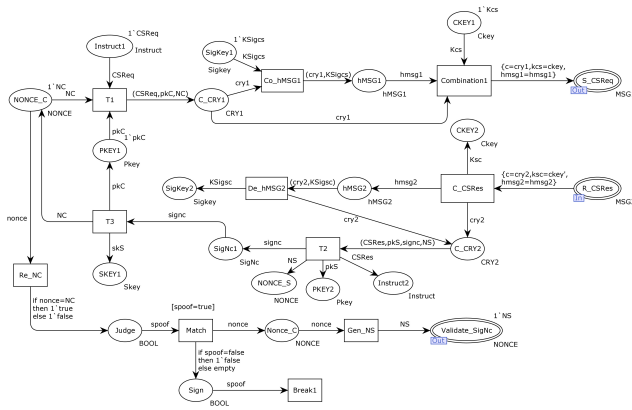 1`CSReq
Instruct1
Instruct
CSReq
1`KSigcs
SigKey1
KSigcs
Sigkey
1`Kcs
CKEY1
Ckey
Kcs
1`NC
NONCE_C
NC
NONCE
T1
{CSReq,pkC,NC}
C_CRY1
CRY1
cry1
Co_hMSG1
{cry1,KSigcs}
hMSG1
hMSG1
hmsg1
Combination1
{c=cry1,kcs=ckey,
hmsg1=hmsg1}
S_CSReq
Out
MSG
cry1
pkC
1`pkC
PKEY1
Pkey
pkC
CKEY2
Ckey
Ksc
SigKey2
Sigkey
KSigsc
De_hMSG2
{cry2,KSigsc}
hMSG2
hMSG2
hmsg2
C_CSRes
{c=cry2,ksc=ckey',
hmsg2=hmsg2}
R_CSRes
In
cry2
cry2
C_CRY2
CRY2
nonce
NC
T3
signc
SigNc1
SigNc
signc
T2
{CSRes,pkS,signc,NS}
skS
SKEY1
Skey
NS
NONCE_S
NONCE
pkS
PKEY2
Pkey
CSRes
Instruct2
Instruct
Re_NC
if nonce=NC
then 1`true
else 1`false
Judge
BOOL
spoof
[spoof=true]
Match
nonce
Nonce_C
NONCE
nonce
Gen_NS
NS
1`NS
Validate_SigNc
Out
NONCE
if spoof=false
then 1`false
else empty
Sign
BOOL
spoof
Break1